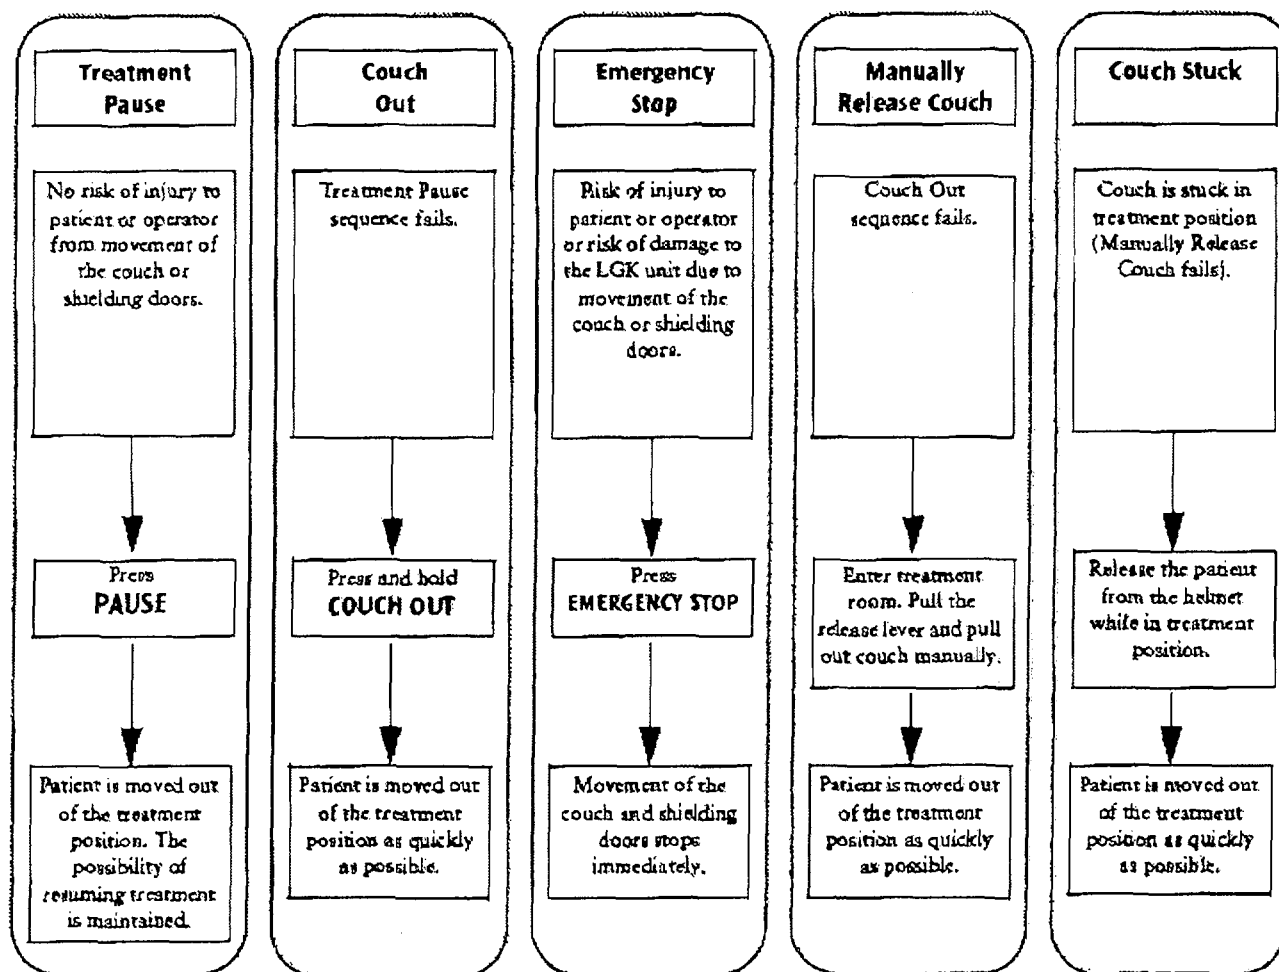 Treatment
Pause
No risk of injury to
patient or operator
from movement of
the couch or
shielding doors.
Press
PAUSE
Patient is moved out
of the treatment
position. The
possibility of
resuming treatment
is maintained.
Couch
Out
Treatment Pause
sequence fails.
Press and hold
COUCH OUT
Patient is moved out
of the treatment
position as quickly
as possible.
Emergency
Stop
Risk of injury to
patient or operator
or risk of damage to
the LGK unit due to
movement of the
couch or shielding
doors.
Press
EMERGENCY STOP
Movement of the
couch and shielding
doors stops
immediately.
Manually
Release Couch
Couch Out
sequence fails.
Enter treatment
room. Pull the
release lever and pull
out couch manually.
Patient is moved out
of the treatment
position as quickly
as possible.
Couch Stuck
Couch is stuck in
treatment position
(Manually Release
Couch fails).
Release the patient
from the helmet
while in treatment
position.
Patient is moved out
of the treatment
position as quickly
as possible.